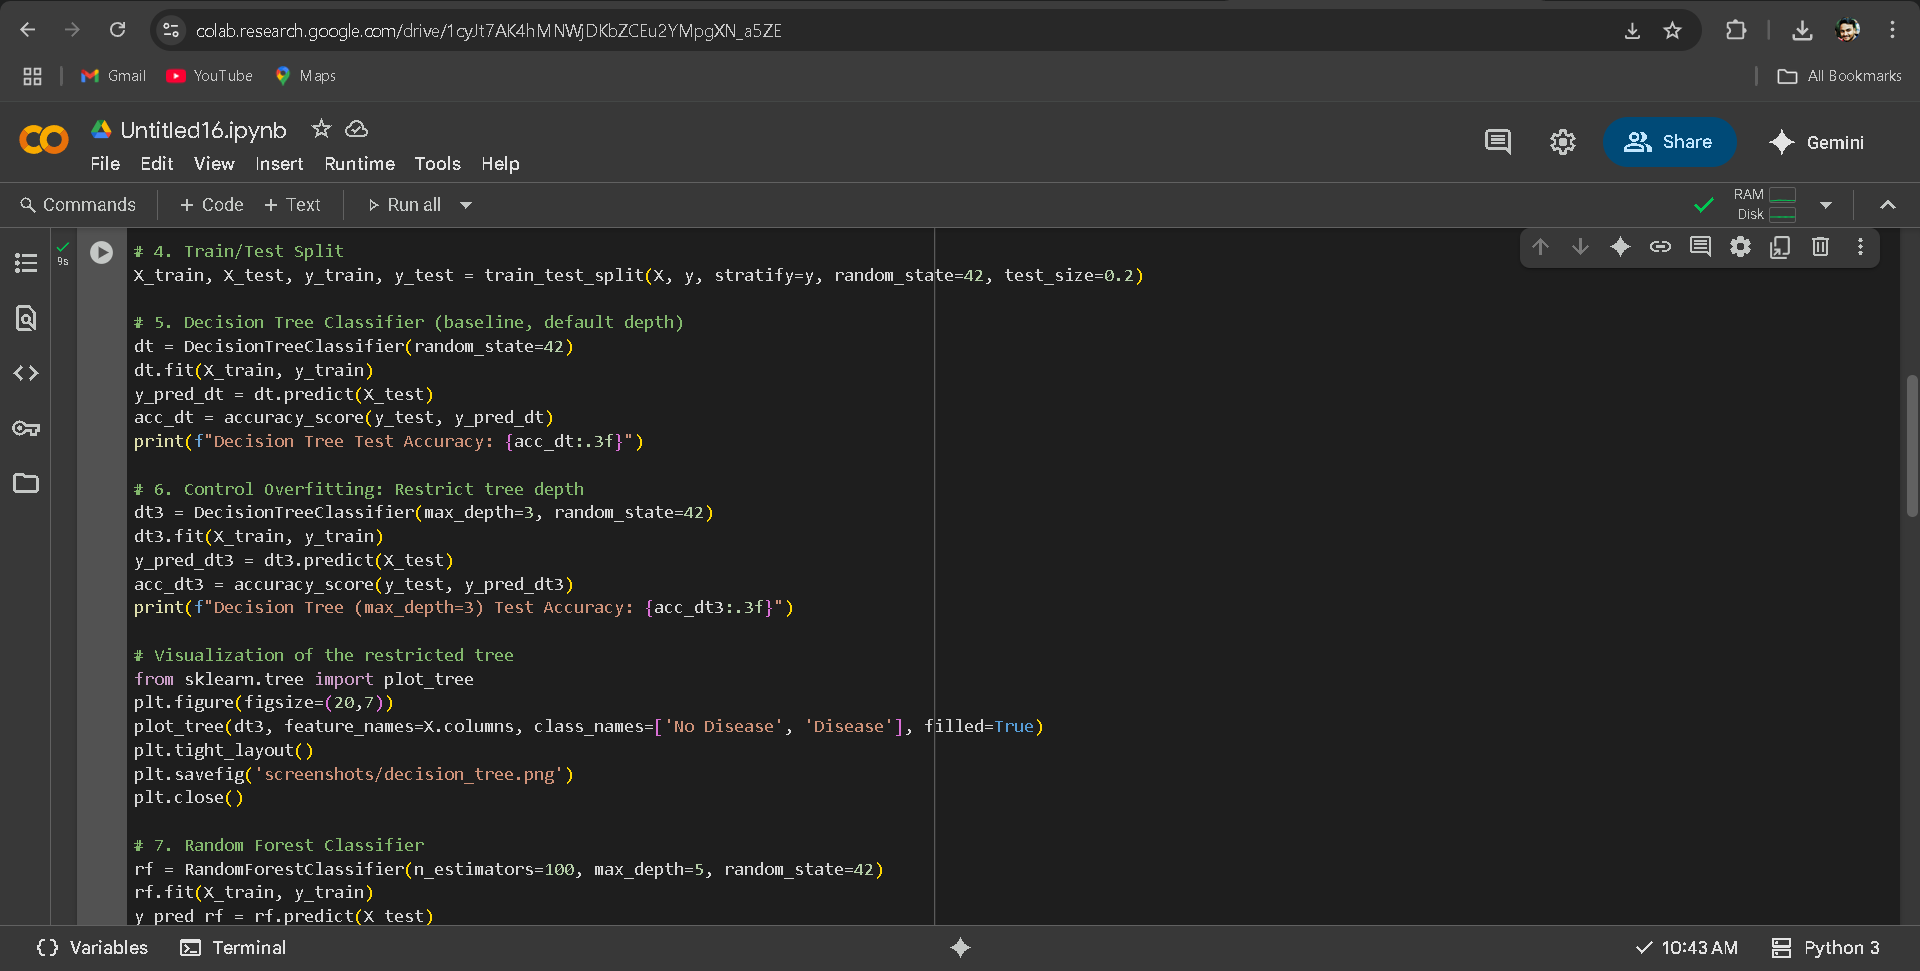 colab.research.google.com/drive/1cyJt7AK4hMNWjDKbZCEu2YMpgXN_a5ZE
Gmail YouTube Maps All Bookmarks
Untitled16.ipynb
File Edit View Insert Runtime Tools Help
Share Gemini
Commands + Code + Text Run all
RAM
Disk
9s
# 4. Train/Test Split
X_train, X_test, y_train, y_test = train_test_split(X, y, stratify=y, random_state=42, test_size=0.2)
# 5. Decision Tree Classifier (baseline, default depth)
dt = DecisionTreeClassifier(random_state=42)
dt.fit(X_train, y_train)
y_pred_dt = dt.predict(X_test)
acc_dt = accuracy_score(y_test, y_pred_dt)
print(f"Decision Tree Test Accuracy: {acc_dt:.3f}")
# 6. Control Overfitting: Restrict tree depth
dt3 = DecisionTreeClassifier(max_depth=3, random_state=42)
dt3.fit(X_train, y_train)
y_pred_dt3 = dt3.predict(X_test)
acc_dt3 = accuracy_score(y_test, y_pred_dt3)
print(f"Decision Tree (max_depth=3) Test Accuracy: {acc_dt3:.3f}")
# Visualization of the restricted tree
from sklearn.tree import plot_tree
plt.figure(figsize=(20,7))
plot_tree(dt3, feature_names=X.columns, class_names=['No Disease', 'Disease'], filled=True)
plt.tight_layout()
plt.savefig('screenshots/decision_tree.png')
plt.close()
# 7. Random Forest Classifier
rf = RandomForestClassifier(n_estimators=100, max_depth=5, random_state=42)
rf.fit(X_train, y_train)
y_pred_rf = rf.predict(X_test)
Variables Terminal 10:43 AM Python 3